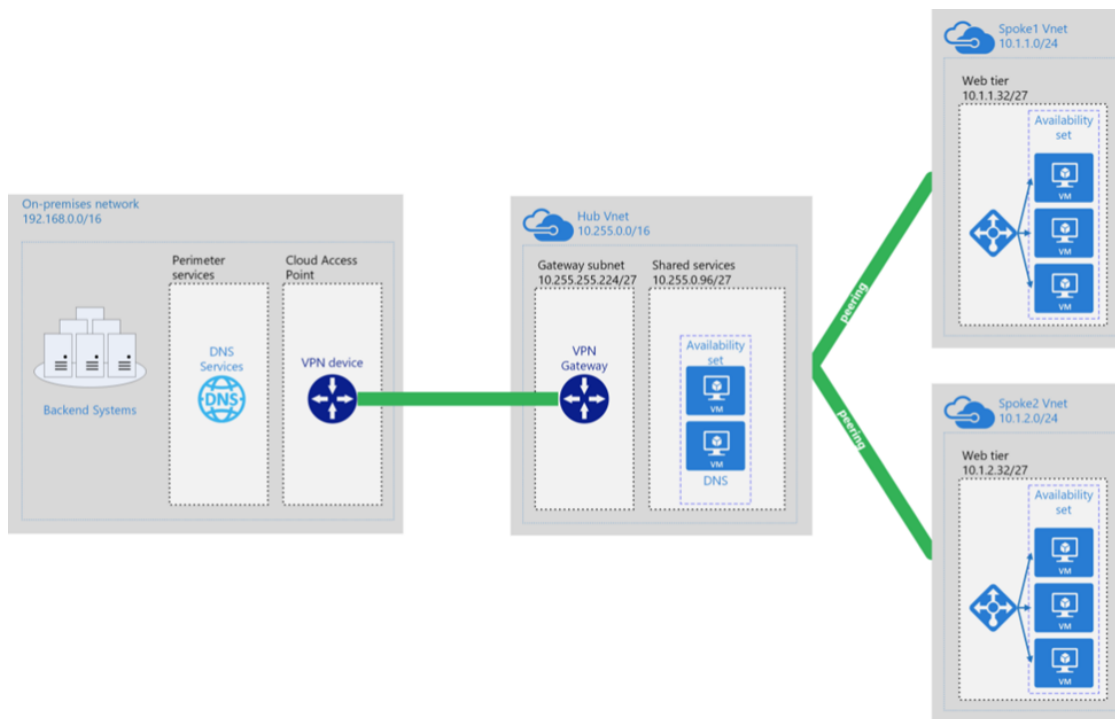 On-premises network
192.168.0.0/16
Perimeter
services
DNS
Services
DNS
Cloud Access
Point
VPN device
Backend Systems
Hub Vnet
10.255.0.0/16
Gateway subnet
10.255.255.224/27
VPN
Gateway
Shared services
10.255.0.96/27
Availability
set
VM
VM
DNS
peering
peering
Spoke1 Vnet
10.1.1.0/24
Web tier
10.1.1.32/27
Availability
set
VM
VM
VM
Spoke2 Vnet
10.1.2.0/24
Web tier
10.1.2.32/27
Availability
set
VM
VM
VM